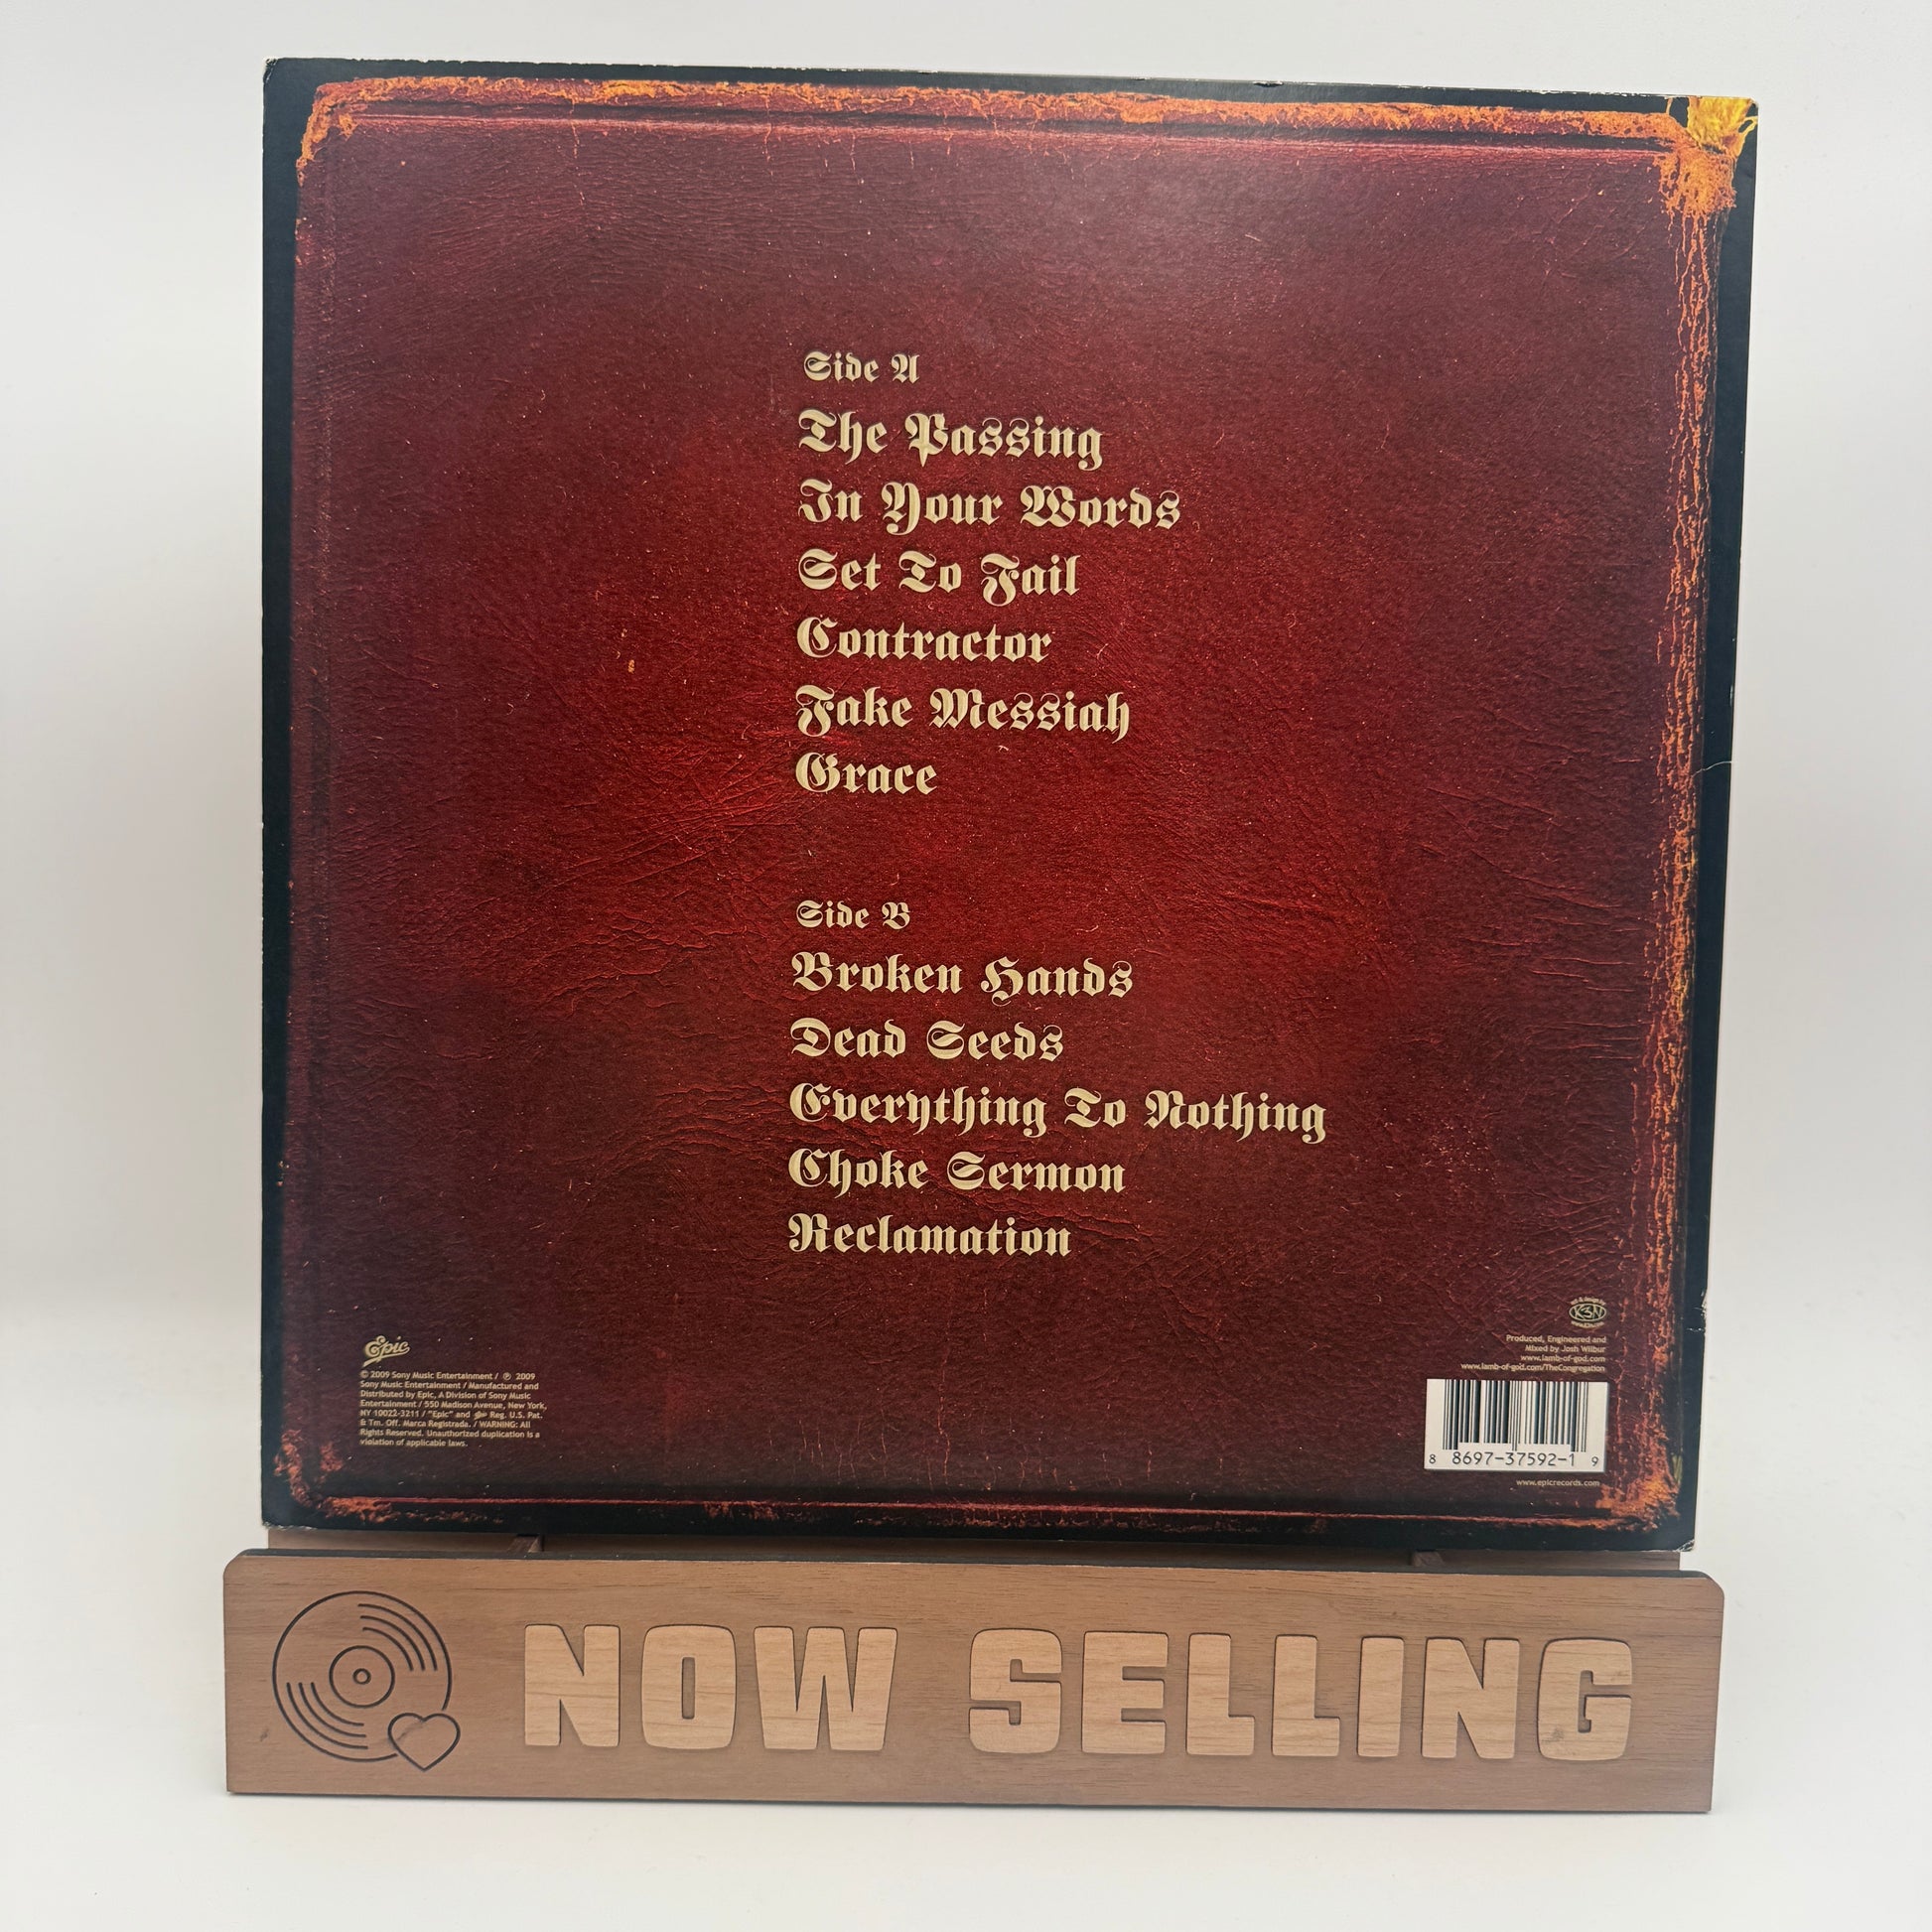 Side A
The Passing
In Your Words
Set To Fail
Contractor
Fake Messiah
Grace
Side B
Broken Hands
Dead Seeds
Everything To Nothing
Choke Sermon
Reclamation
Epic
© 2009 Sony Music Entertainment / ℗ 2009
Sony Music Entertainment / Manufactured and
Distributed by Epic, A Division of Sony Music
Entertainment / 550 Madison Avenue, New York,
NY 10022-3211 / "Epic" and Reg. U.S. Pat.
& Tm. Off. Marca Registrada. / WARNING: All
Rights Reserved. Unauthorized duplication is a
violation of applicable laws.
K3N
Produced, Engineered and
Mixed by Josh Wilbur
www.lamb-of-god.com
www.lamb-of-god.com/TheCongregation
8 8697-37592-1 9
www.epicrecords.com
NOW SELLING